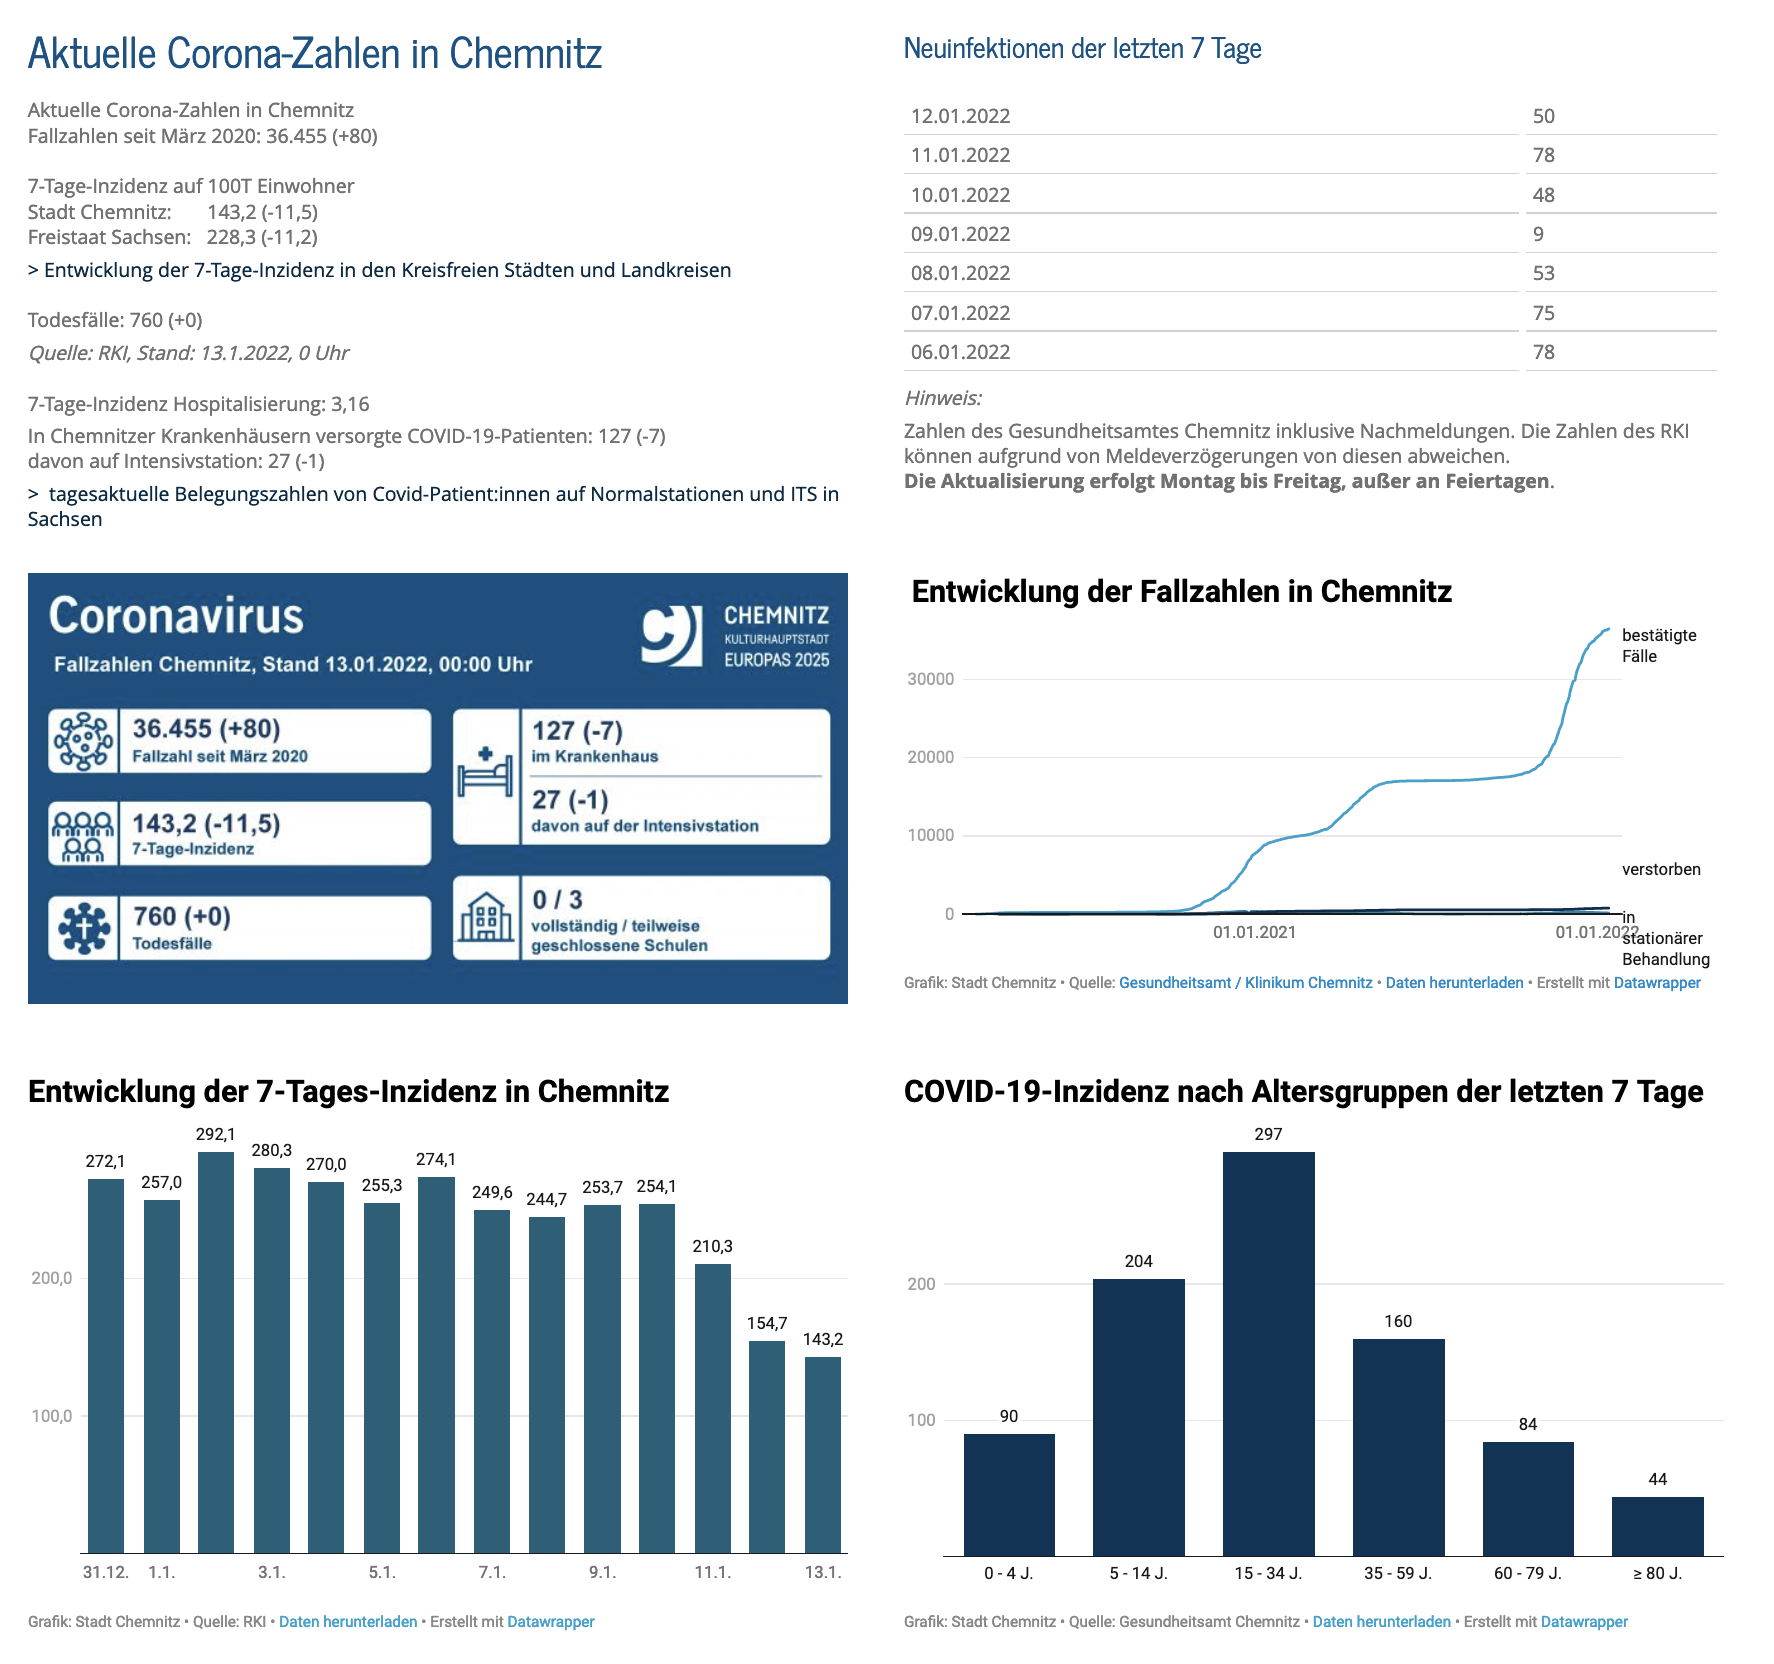 Aktuelle Corona-Zahlen in Chemnitz
Aktuelle Corona-Zahlen in Chemnitz
Fallzahlen seit März 2020: 36.455 (+80)
7-Tage-Inzidenz auf 100T Einwohner
Stadt Chemnitz: 143,2 (-11,5)
Freistaat Sachsen: 228,3 (-11,2)
> Entwicklung der 7-Tage-Inzidenz in den Kreisfreien Städten und Landkreisen
Todesfälle: 760 (+0)
Quelle: RKI, Stand: 13.1.2022, 0 Uhr
7-Tage-Inzidenz Hospitalisierung: 3,16
In Chemnitzer Krankenhäusern versorgte COVID-19-Patienten: 127 (-7)
davon auf Intensivstation: 27 (-1)
> tagesaktuelle Belegungszahlen von Covid-Patient:innen auf Normalstationen und ITS in
Sachsen
Neuinfektionen der letzten 7 Tage
12.01.2022 50
11.01.2022 78
10.01.2022 48
09.01.2022 9
08.01.2022 53
07.01.2022 75
06.01.2022 78
Hinweis:
Zahlen des Gesundheitsamtes Chemnitz inklusive Nachmeldungen. Die Zahlen des RKI
können aufgrund von Meldeverzögerungen von diesen abweichen.
Die Aktualisierung erfolgt Montag bis Freitag, außer an Feiertagen.
Coronavirus
Fallzahlen Chemnitz, Stand 13.01.2022, 00:00 Uhr
CHEMNITZ
KULTURHAUPTSTADT
EUROPAS 2025
36.455 (+80)
Fallzahl seit März 2020
143,2 (-11,5)
7-Tage-Inzidenz
760 (+0)
Todesfälle
127 (-7)
im Krankenhaus
27 (-1)
davon auf der Intensivstation
0 / 3
vollständig / teilweise
geschlossene Schulen
Entwicklung der Fallzahlen in Chemnitz
bestätigte
Fälle
30000
20000
10000
verstorben
0
in
stationärer
Behandlung
01.01.2021 01.01.2022
Grafik: Stadt Chemnitz • Quelle: Gesundheitsamt / Klinikum Chemnitz • Daten herunterladen • Erstellt mit Datawrapper
Entwicklung der 7-Tages-Inzidenz in Chemnitz
272,1 257,0 292,1 280,3 270,0 255,3 274,1 249,6 244,7 253,7 254,1 210,3 154,7 143,2
200,0
100,0
31.12. 1.1. 3.1. 5.1. 7.1. 9.1. 11.1. 13.1.
Grafik: Stadt Chemnitz • Quelle: RKI • Daten herunterladen • Erstellt mit Datawrapper
COVID-19-Inzidenz nach Altersgruppen der letzten 7 Tage
90 204 297 160 84 44
200
100
0 - 4 J. 5 - 14 J. 15 - 34 J. 35 - 59 J. 60 - 79 J. ≥ 80 J.
Grafik: Stadt Chemnitz • Quelle: Gesundheitsamt Chemnitz • Daten herunterladen • Erstellt mit Datawrapper